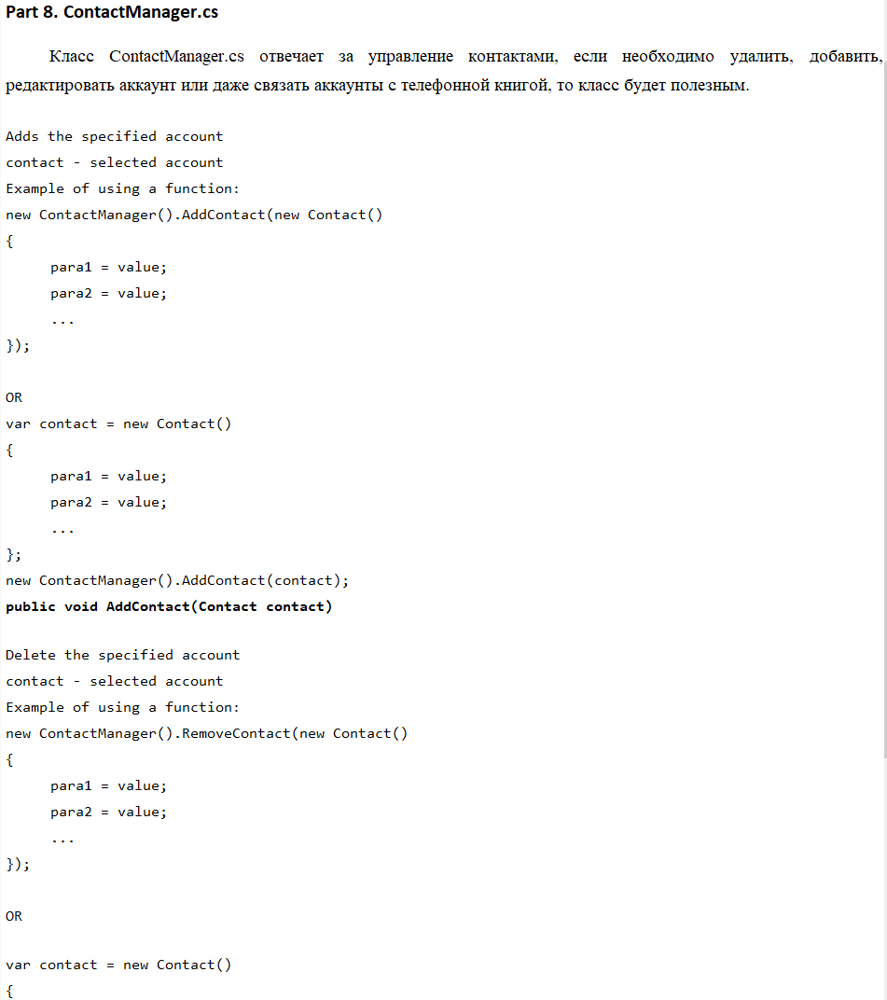 Part 8. ContactManager.cs
Класс ContactManager.cs отвечает за управление контактами, если необходимо удалить, добавить,
редактировать аккаунт или даже связать аккаунты с телефонной книгой, то класс будет полезным.
Adds the specified account
contact - selected account
Example of using a function:
new ContactManager().AddContact(new Contact()
{
para1 = value;
para2 = value;
...
});
OR
var contact = new Contact()
{
para1 = value;
para2 = value;
...
};
new ContactManager().AddContact(contact);
public void AddContact(Contact contact)
Delete the specified account
contact - selected account
Example of using a function:
new ContactManager().RemoveContact(new Contact()
{
para1 = value;
para2 = value;
...
});
OR
var contact = new Contact()
{